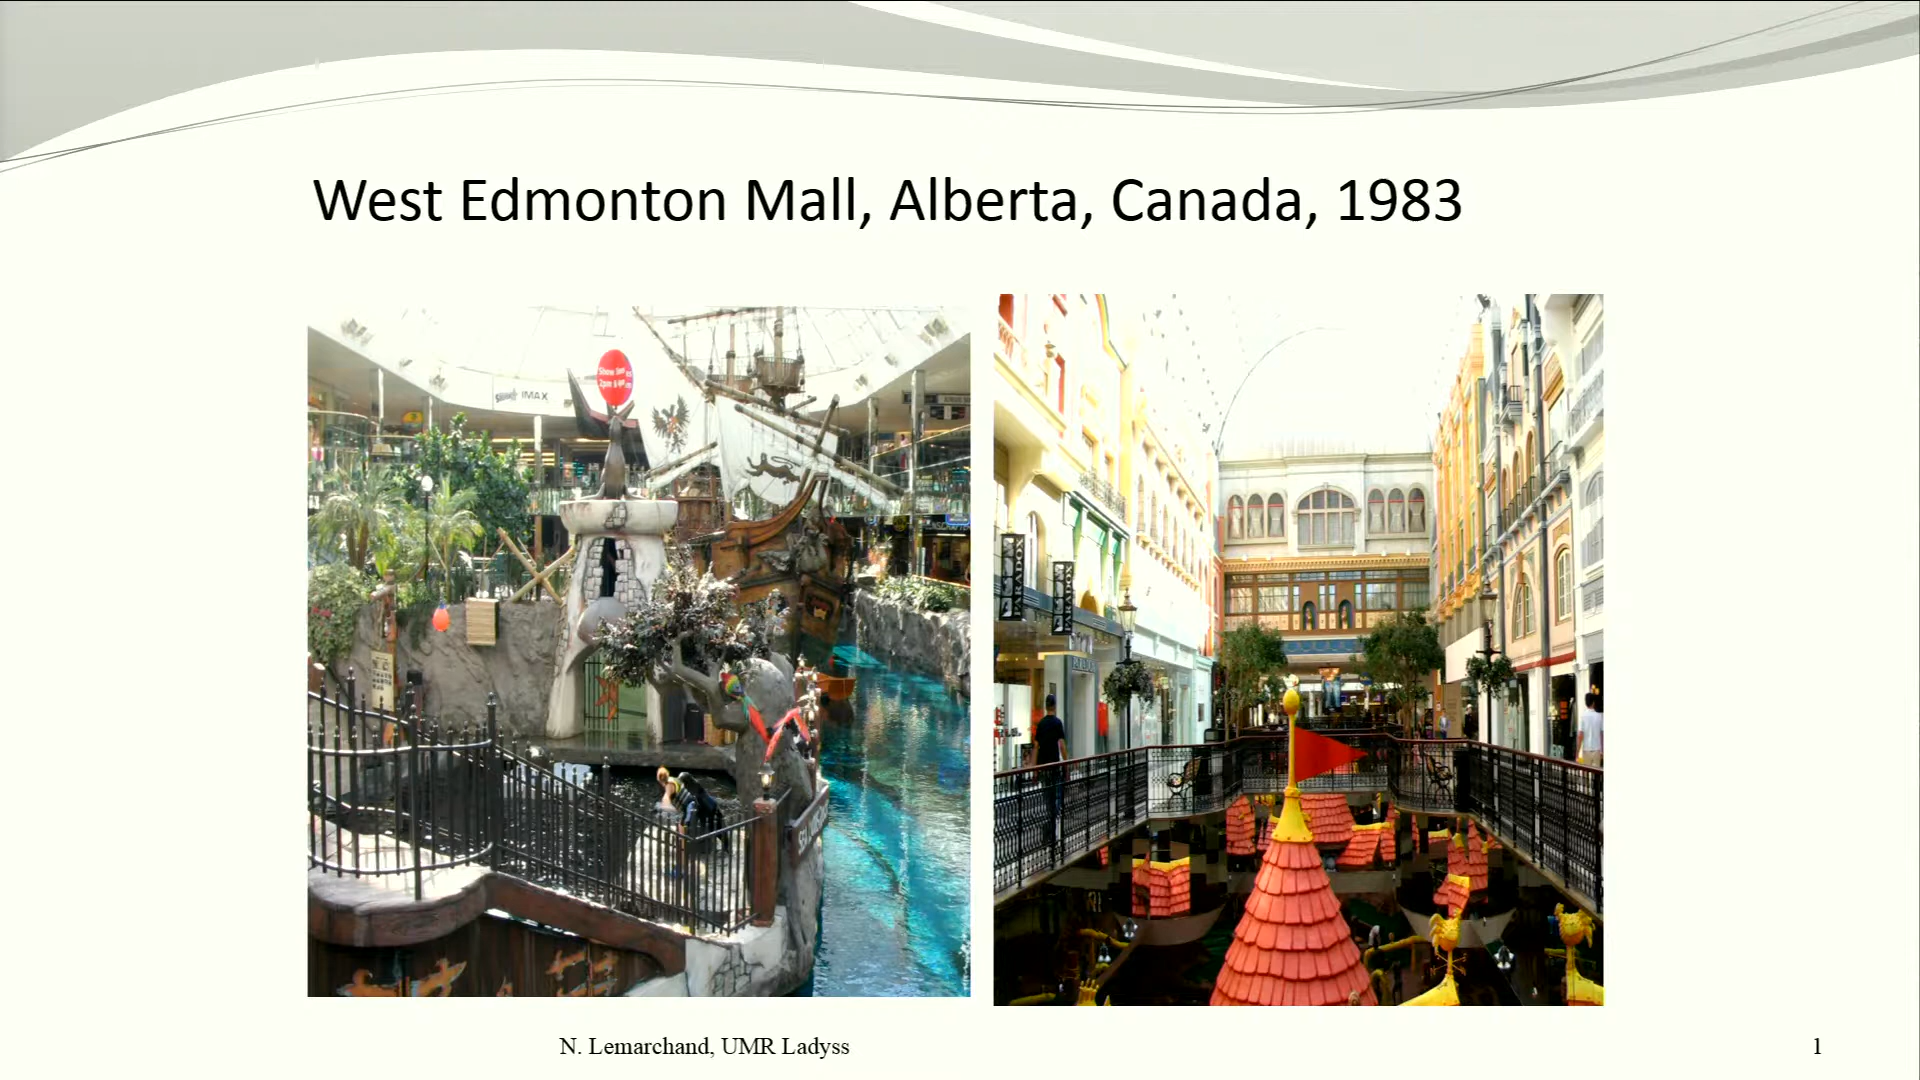 West Edmonton Mall, Alberta, Canada, 1983
IMAX
PARADOX
PARADOX
N. Lemarchand, UMR Ladyss
1